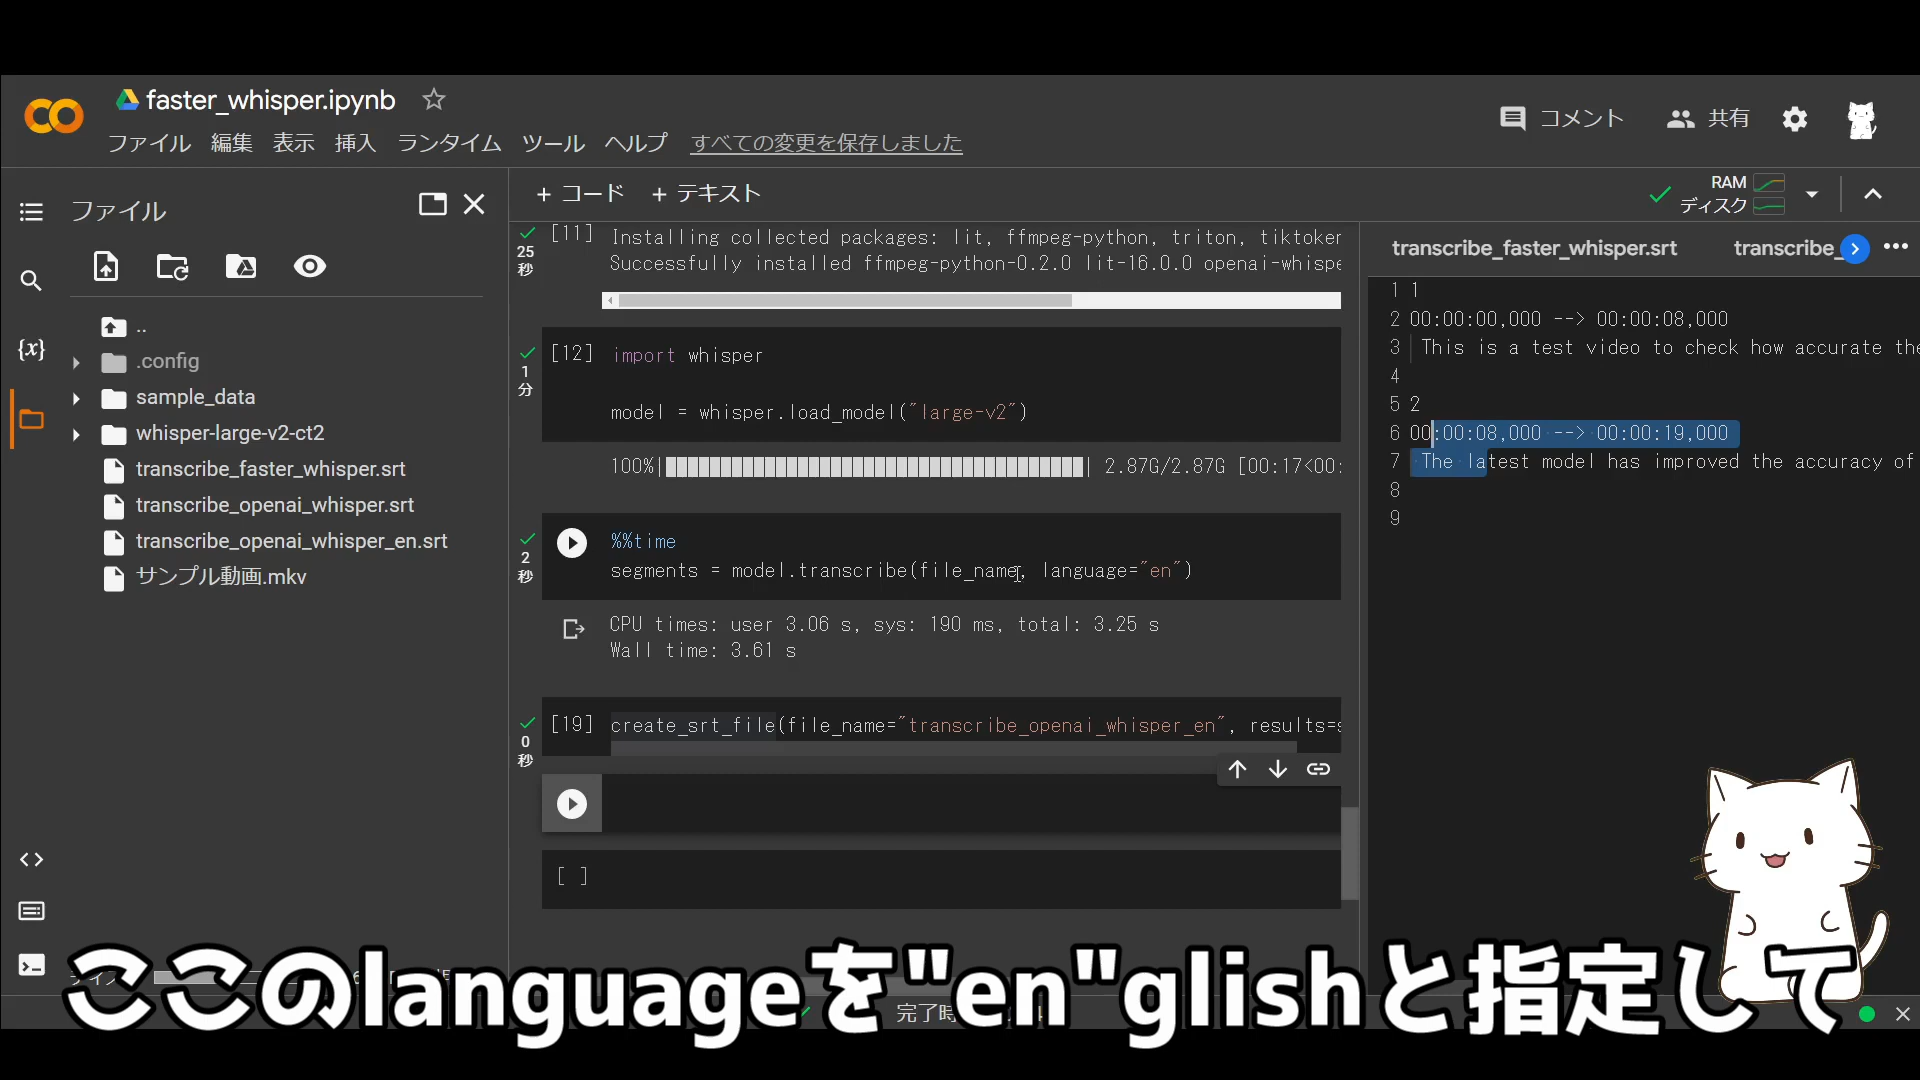 faster_whisper.ipynb
ファイル 編集 表示 挿入 ランタイム ツール ヘルプ すべての変更を保存しました
コメント
共有
ファイル
..
.config
sample_data
whisper-large-v2-ct2
transcribe_faster_whisper.srt
transcribe_openai_whisper.srt
transcribe_openai_whisper_en.srt
サンプル動画.mkv
+ コード + テキスト
RAM
ディスク
25
秒
[11] Installing collected packages: lit, ffmpeg-python, triton, tiktoken
Successfully installed ffmpeg-python-0.2.0 lit-16.0.0 openai-whispe
1
分
[12] import whisper
model = whisper.load_model("large-v2")
100%| | 2.87G/2.87G [00:17<00:
2
秒
%%time
segments = model.transcribe(file_name, language="en")
CPU times: user 3.06 s, sys: 190 ms, total: 3.25 s
Wall time: 3.61 s
0
秒
[19] create_srt_file(file_name="transcribe_openai_whisper_en", results=s
[ ]
transcribe_faster_whisper.srt transcribe_
1 1
2 00:00:00,000 --> 00:00:08,000
3 This is a test video to check how accurate the
4
5 2
6 00:00:08,000 --> 00:00:19,000
7 The latest model has improved the accuracy of
8
9
完了時
ここのlanguageを"en"glishと指定して